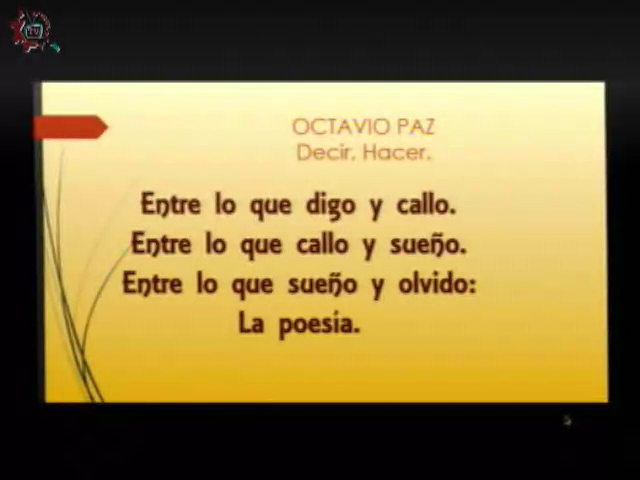 TV
OCTAVIO PAZ
Decir, Hacer.
Entre lo que digo y callo.
Entre lo que callo y sueño.
Entre lo que sueño y olvido:
La poesía.